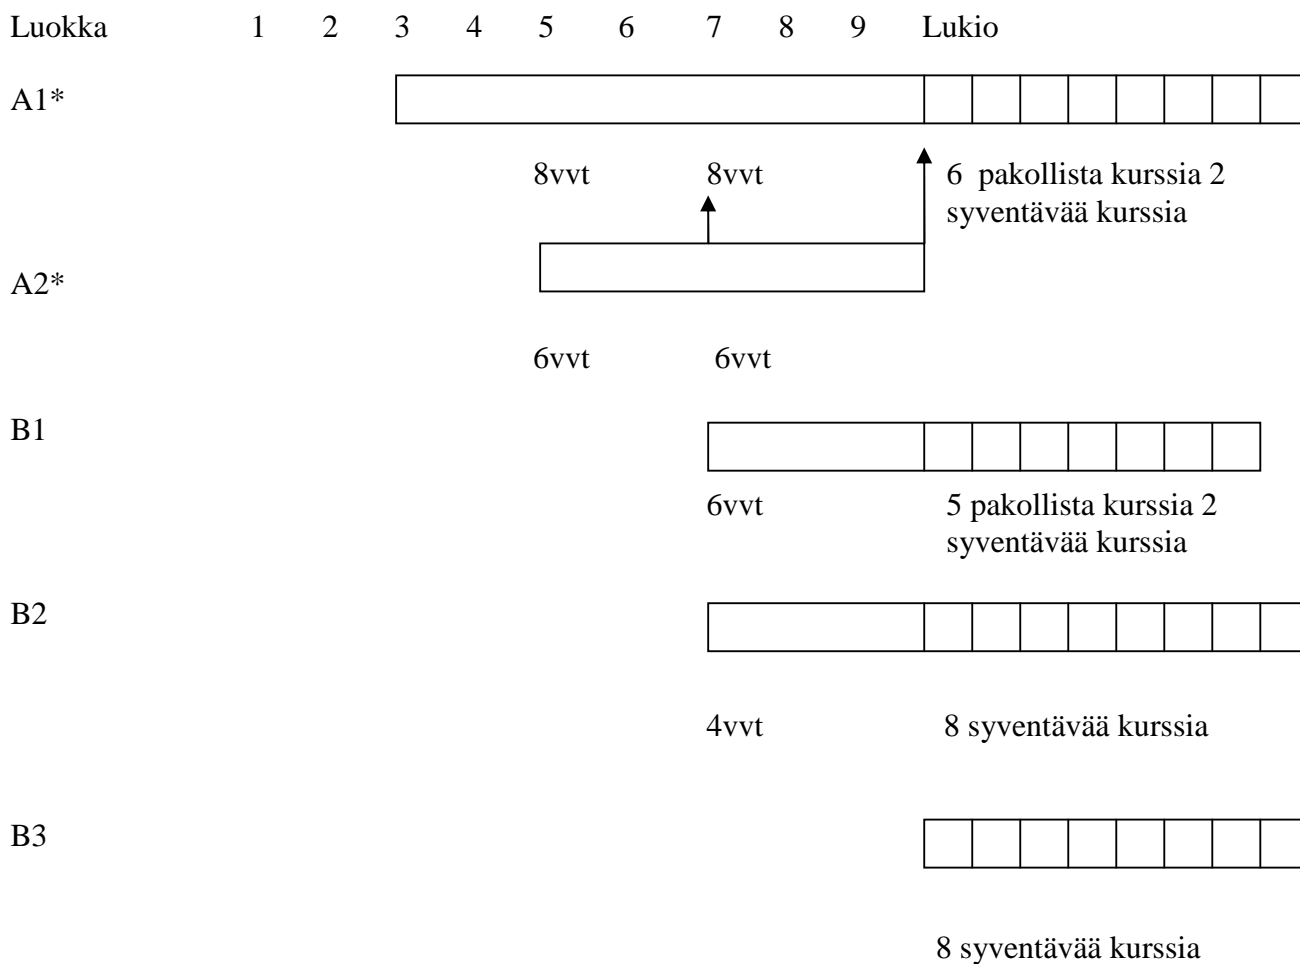 Luokka 1 2 3 4 5 6 7 8 9 Lukio
A1*
8vvt 8vvt 6 pakollista kurssia 2
syventävää kurssia
A2*
6vvt 6vvt
B1
6vvt 5 pakollista kurssia 2
syventävää kurssia
B2
4vvt 8 syventävää kurssia
B3
8 syventävää kurssia